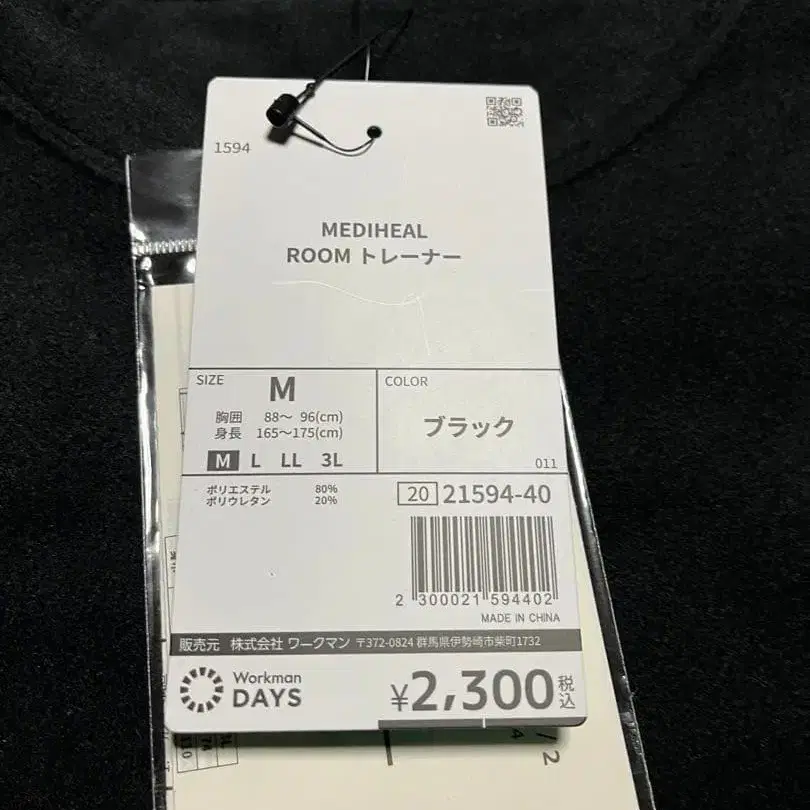 1594
MEDIHEAL
ROOM トレーナー
SIZE
M
胸囲 88～ 96(cm)
身長 165～175(cm)
M L LL 3L
COLOR
ブラック
011
ポリエステル 80%
ポリウレタン 20%
20 21594-40
2 300021 594402
MADE IN CHINA
販売元 株式会社 ワークマン 〒372-0824 群馬県伊勢崎市柴町1732
Workman
DAYS
¥2,300税込